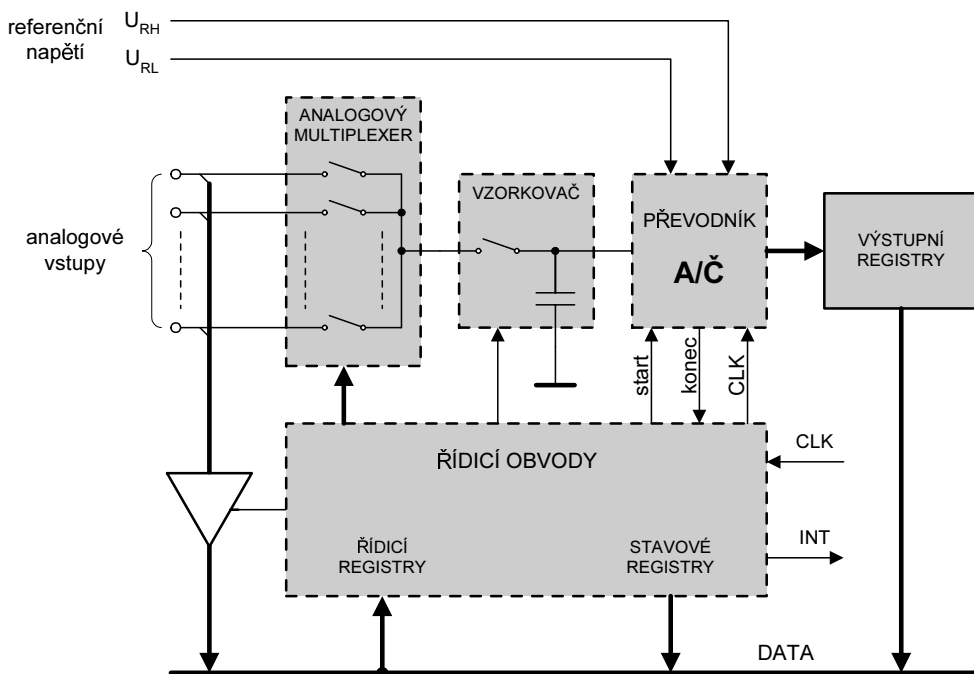 referenční
napětí
U_RH
U_RL
ANALOGOVÝ
MULTIPLEXER
VZORKOVAČ
PŘEVODNÍK
A/Č
VÝSTUPNÍ
REGISTRY
analogové
vstupy
start
konec
CLK
ŘÍDICÍ OBVODY
CLK
INT
ŘÍDICÍ
REGISTRY
STAVOVÉ
REGISTRY
DATA